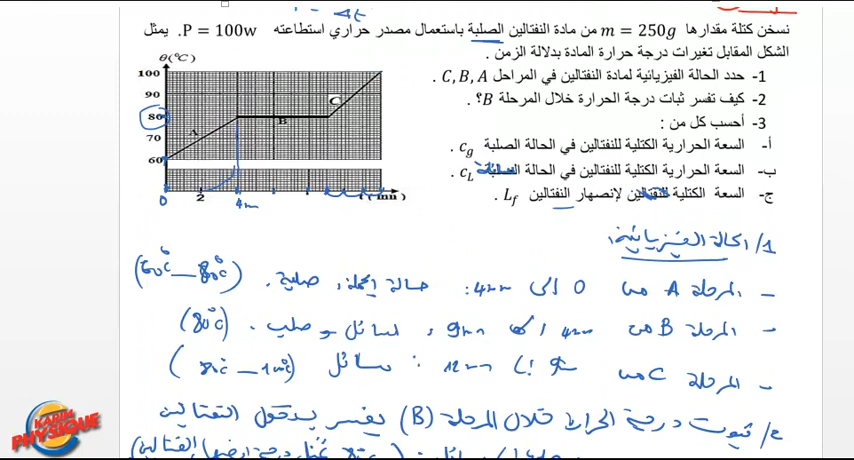 نسخن كتلة مقدارها m = 250g من مادة النفتالين الصلبة باستعمال مصدر حراري استطاعته P = 100w. يمثل
الشكل المقابل تغيرات درجة حرارة المادة بدلالة الزمن .
1- حدد الحالة الفيزيائية لمادة النفتالين في المراحل A ,B ,C .
2- كيف تفسر ثبات درجة الحرارة خلال المرحلة B؟ .
3- أحسب كل من :
أ- السعة الحرارية الكتلية للنفتالين في الحالة الصلبة cg .
ب- السعة الحرارية الكتلية للنفتالين في الحالة السائلة cL .
ج- السعة الكتلية لإنصهار النفتالين Lf .
θ(°C)
100
90
80
70
60
A
B
C
0
2
4m
t(mn)
1/ الحالة الفيزيائية:
- المرحلة A من 0 إلى 4mn: حالة صلبة. (60°C — 80°C)
- المرحلة B من 4mn إلى 9mn، سائل و صلب. (80°C)
- المرحلة C من إلى 12mn : سائل (80°C — 100°C)
2/ ثبوت درجة الحرارة خلال المرحلة (B) يفسر بتحول النفتالين
KARIM
PHYSIQUE